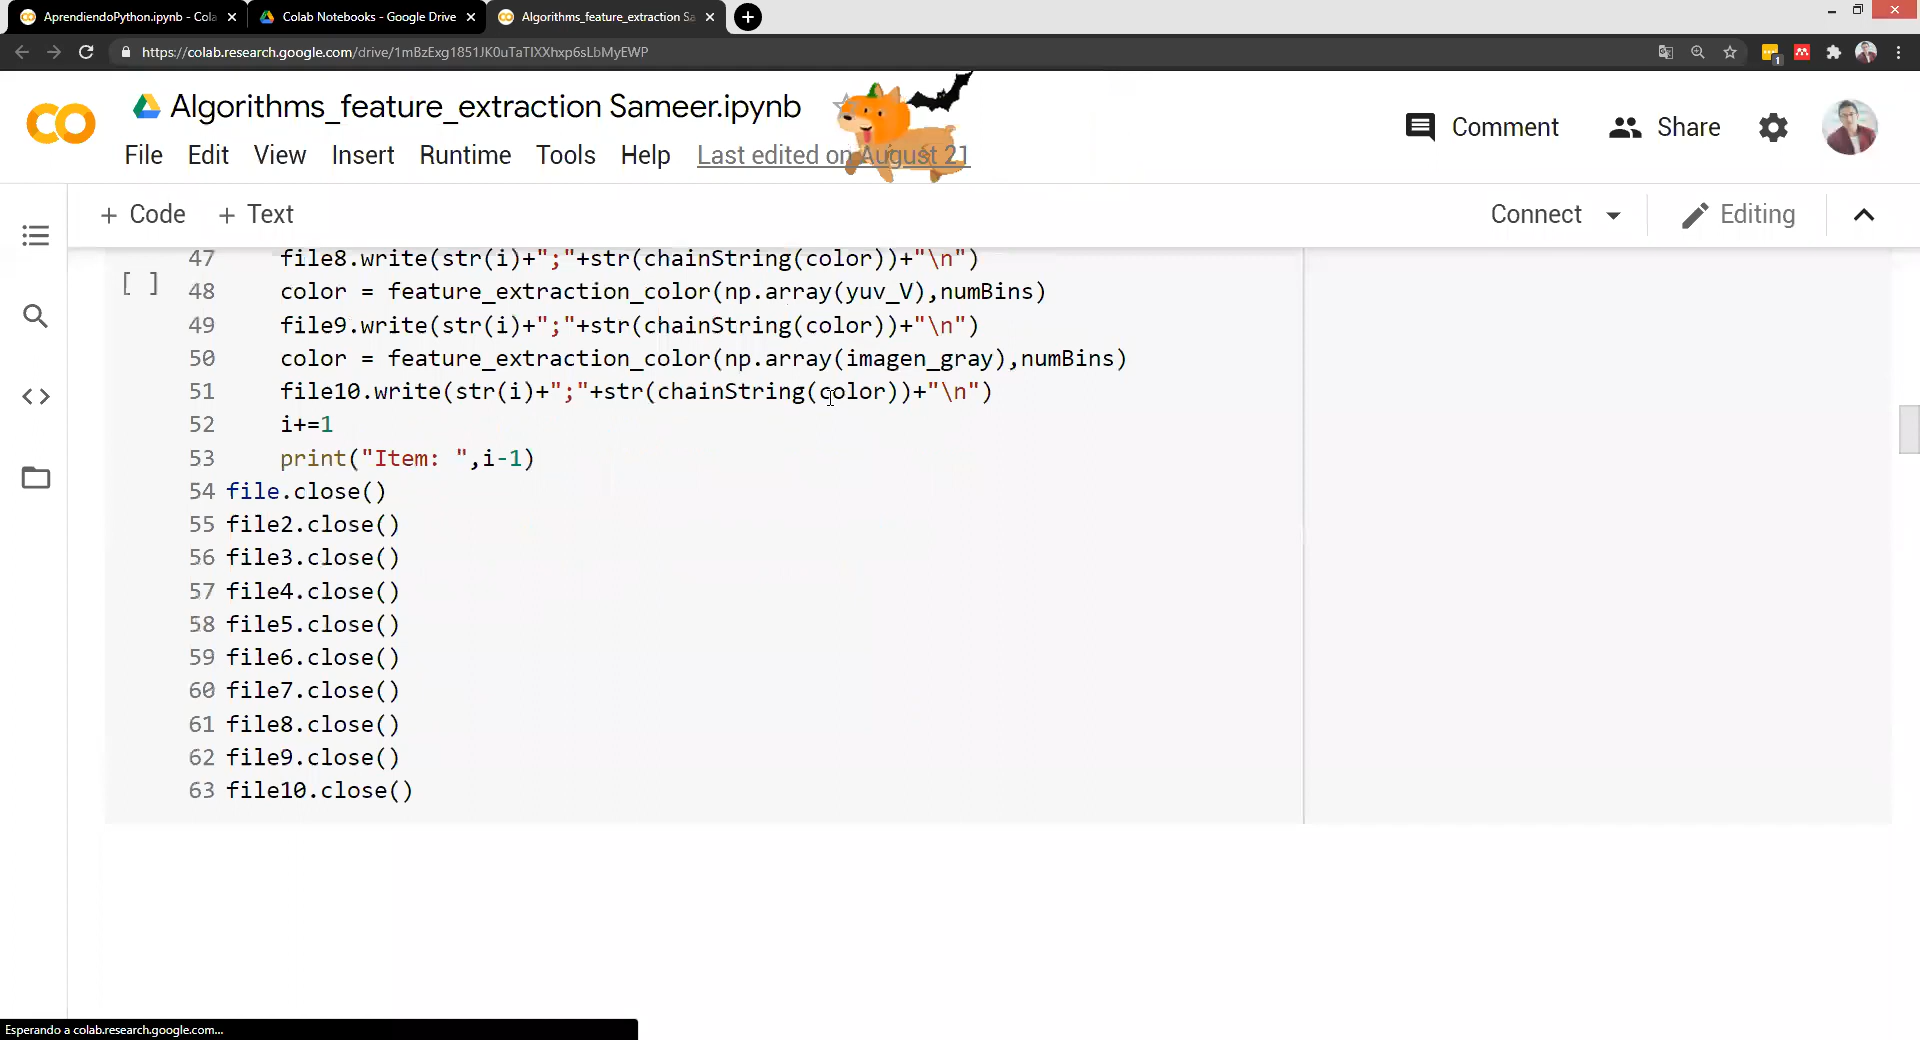 AprendiendoPython.ipynb - Cola
Colab Notebooks - Google Drive
Algorithms_feature_extraction Sa
https://colab.research.google.com/drive/1mBzExg1851JK0uTaTIXXhxp6sLbMyEWP
1
Algorithms_feature_extraction Sameer.ipynb
Comment
Share
File Edit View Insert Runtime Tools Help Last edited on August 21
+ Code + Text
Connect
Editing
47 file8.write(str(i)+";"+str(chainString(color))+"\n")
[ ]
48 color = feature_extraction_color(np.array(yuv_V),numBins)
49 file9.write(str(i)+";"+str(chainString(color))+"\n")
50 color = feature_extraction_color(np.array(imagen_gray),numBins)
51 file10.write(str(i)+";"+str(chainString(color))+"\n")
52 i+=1
53 print("Item: ",i-1)
54 file.close()
55 file2.close()
56 file3.close()
57 file4.close()
58 file5.close()
59 file6.close()
60 file7.close()
61 file8.close()
62 file9.close()
63 file10.close()
Esperando a colab.research.google.com...